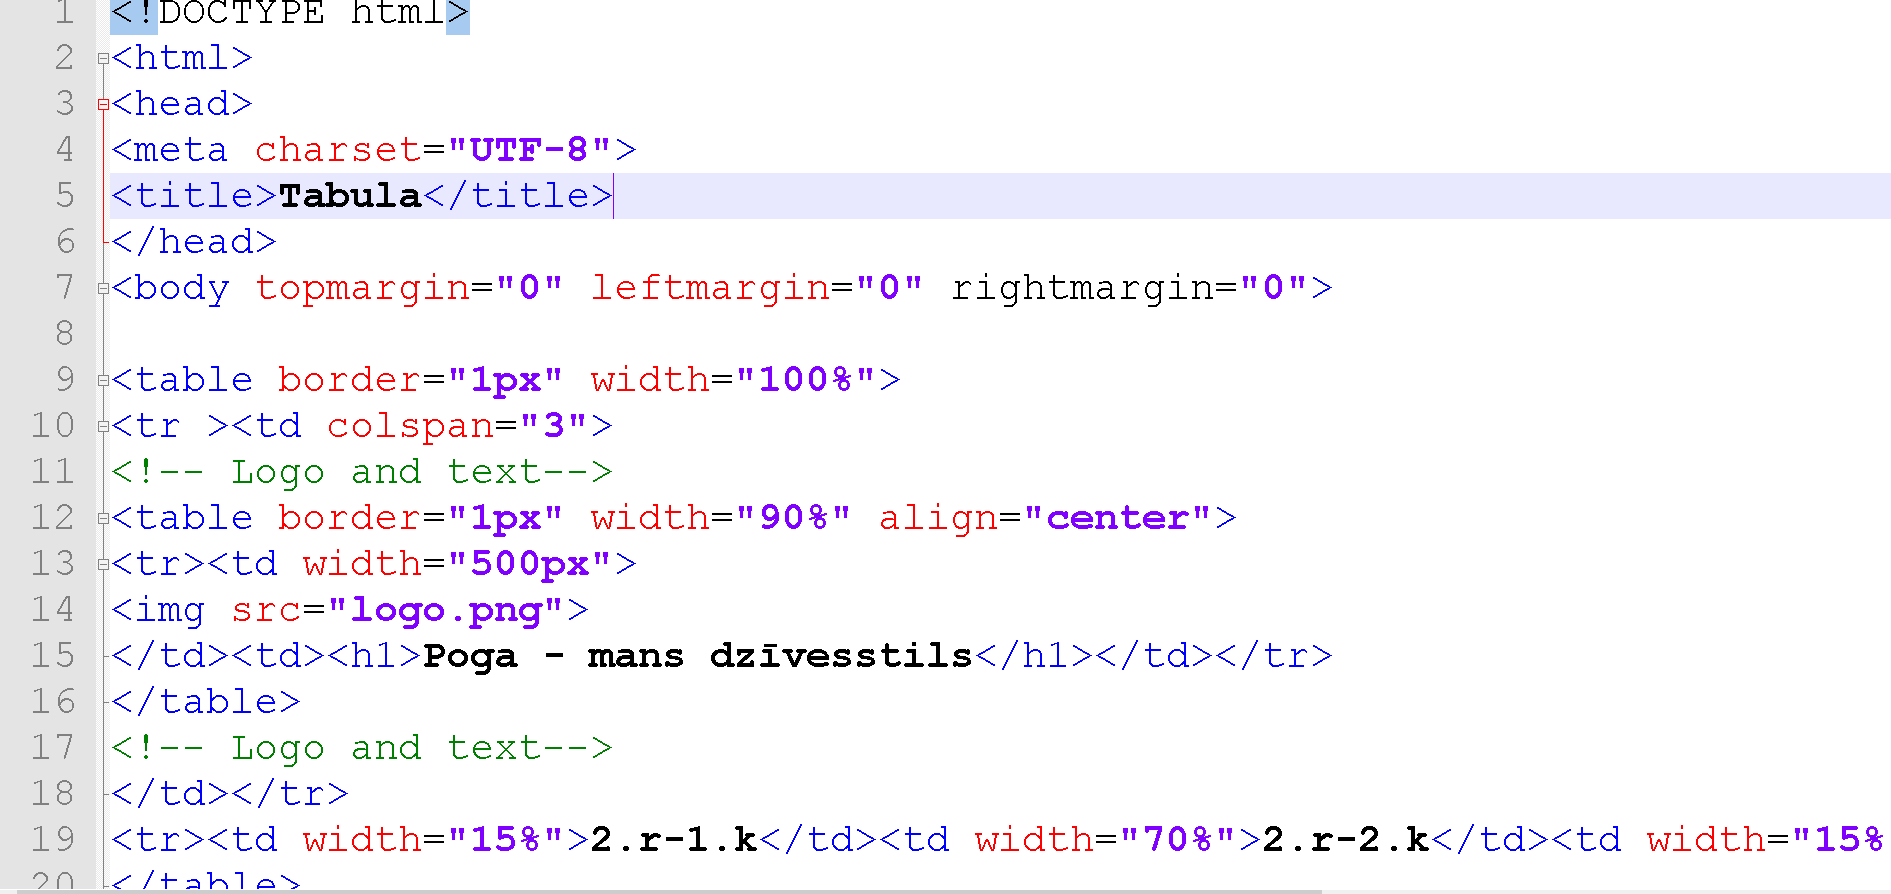 1 <!DOCTYPE html>
2 <html>
3 <head>
4 <meta charset="UTF-8">
5 <title>Tabula</title>
6 </head>
7 <body topmargin="0" leftmargin="0" rightmargin="0">
8
9 <table border="1px" width="100%">
10 <tr ><td colspan="3">
11 <!-- Logo and text-->
12 <table border="1px" width="90%" align="center">
13 <tr><td width="500px">
14 <img src="logo.png">
15 </td><td><h1>Poga - mans dzīvesstils</h1></td></tr>
16 </table>
17 <!-- Logo and text-->
18 </td></tr>
19 <tr><td width="15%">2.r-1.k</td><td width="70%">2.r-2.k</td><td width="15%
20 </table>